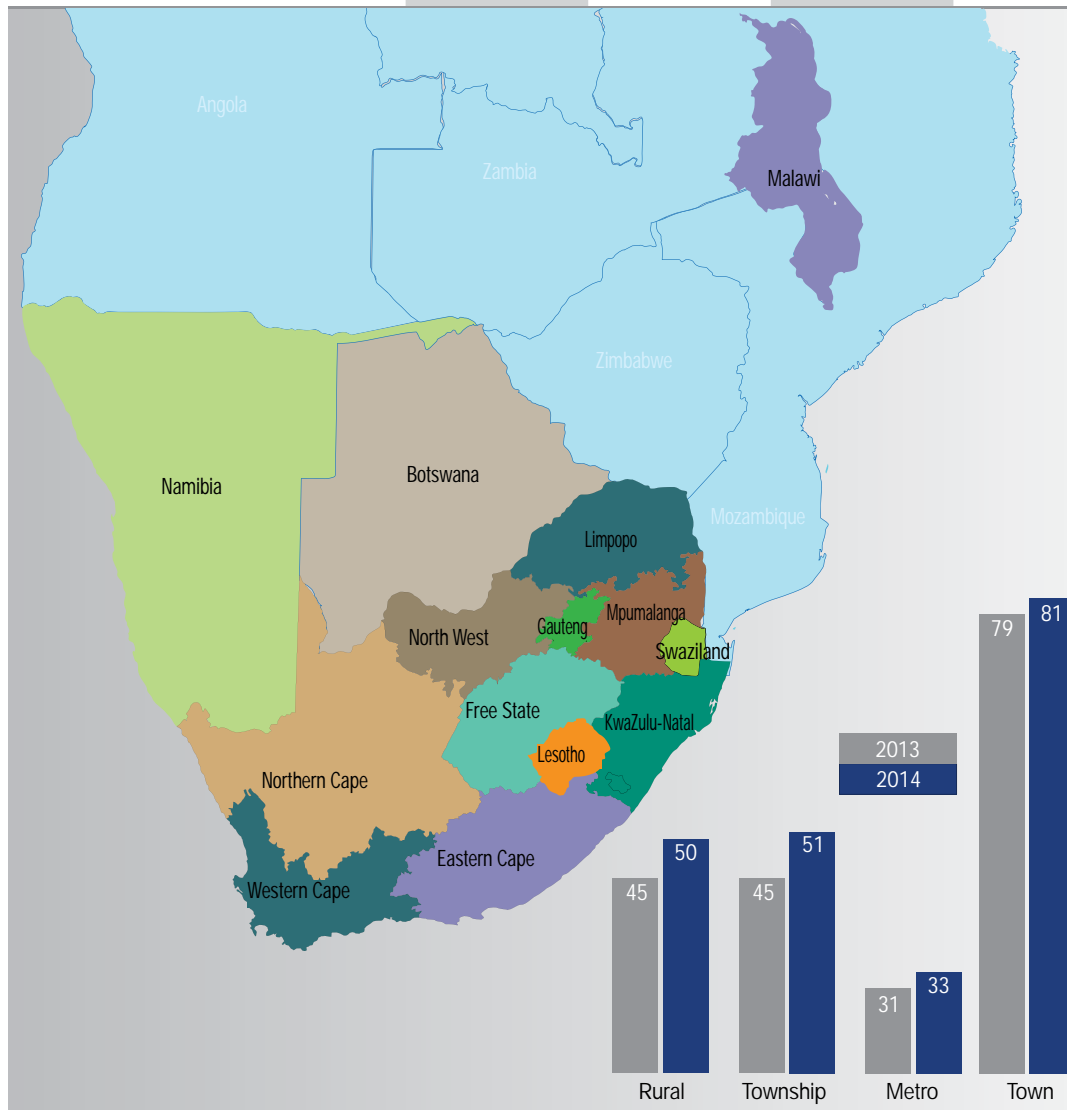 Angola
Zambia
Malawi
Zimbabwe
Namibia
Botswana
Mozambique
Limpopo
Mpumalanga
Gauteng
North West
Swaziland
Free State
KwaZulu-Natal
Lesotho
Northern Cape
Eastern Cape
Western Cape
2013
2014
45
50
45
51
31
33
79
81
Rural
Township
Metro
Town